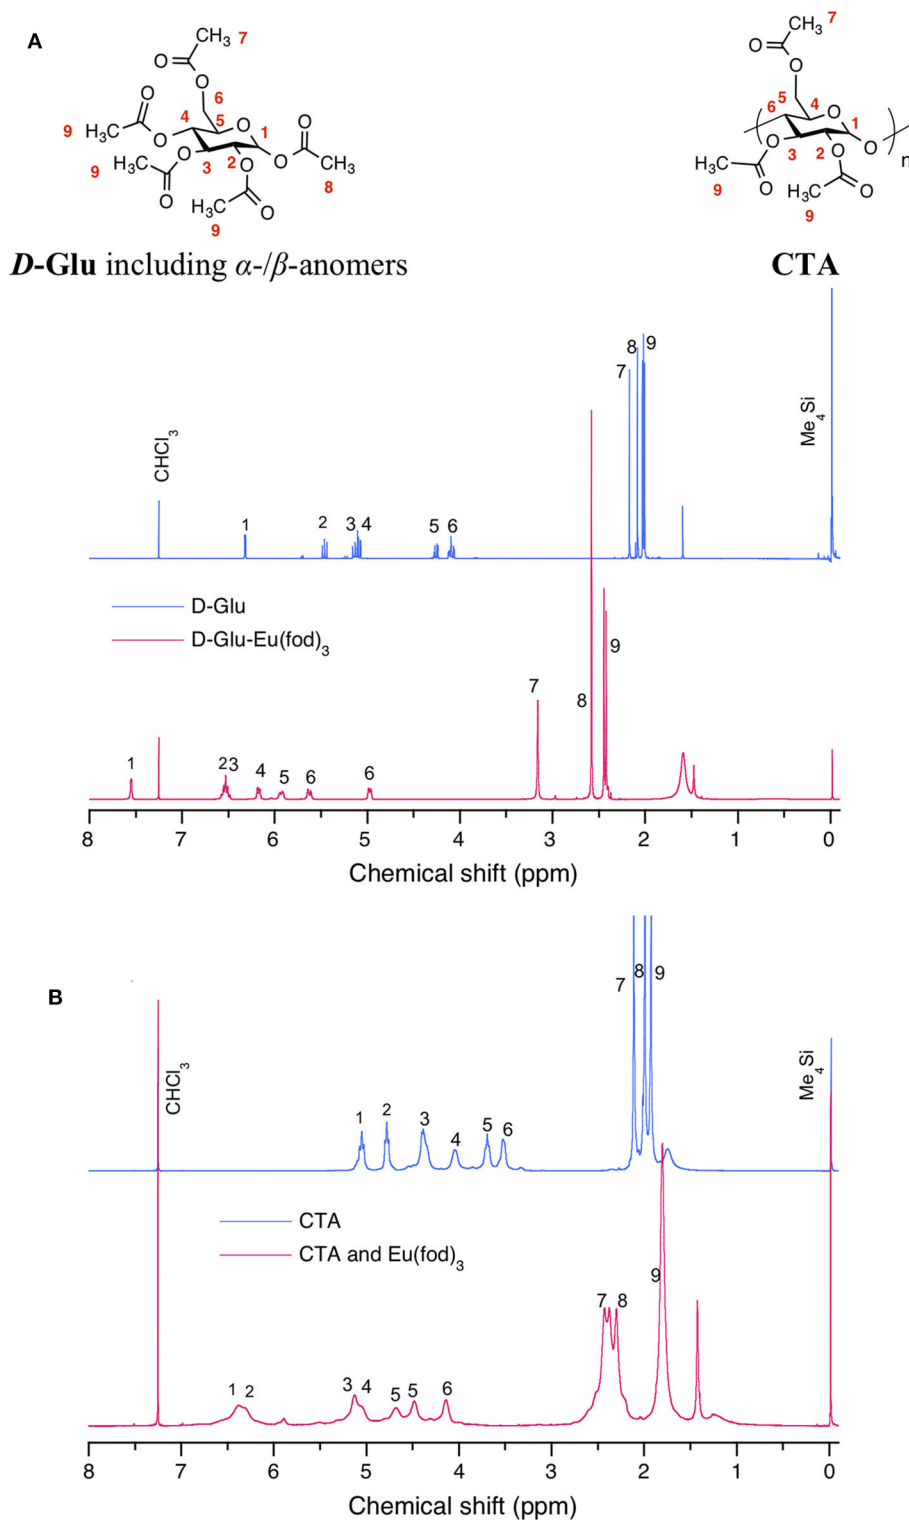 A
CH₃ 7
O
O
6
4
5
O
1
O
O
9 H₃C
O
O
9 H₃C
O
O
3
2
O
O
CH₃
8
H₃C
O
9
CH₃ 7
O
O
5
6
4
O
1
O
O
3
2
O
n
H₃C
O
9
H₃C
O
9
D-Glu including α-/β-anomers
CTA
CHCl₃
Me₄Si
1 2 3 4 5 6 7 8 9
D-Glu
D-Glu-Eu(fod)₃
1 23 4 5 6 6 7 8 9
8 7 6 5 4 3 2 1 0
Chemical shift (ppm)
B
CHCl₃
Me₄Si
1 2 3 4 5 6 7 8 9
CTA
CTA and Eu(fod)₃
1 2 3 4 5 5 6 7 8 9
8 7 6 5 4 3 2 1 0
Chemical shift (ppm)